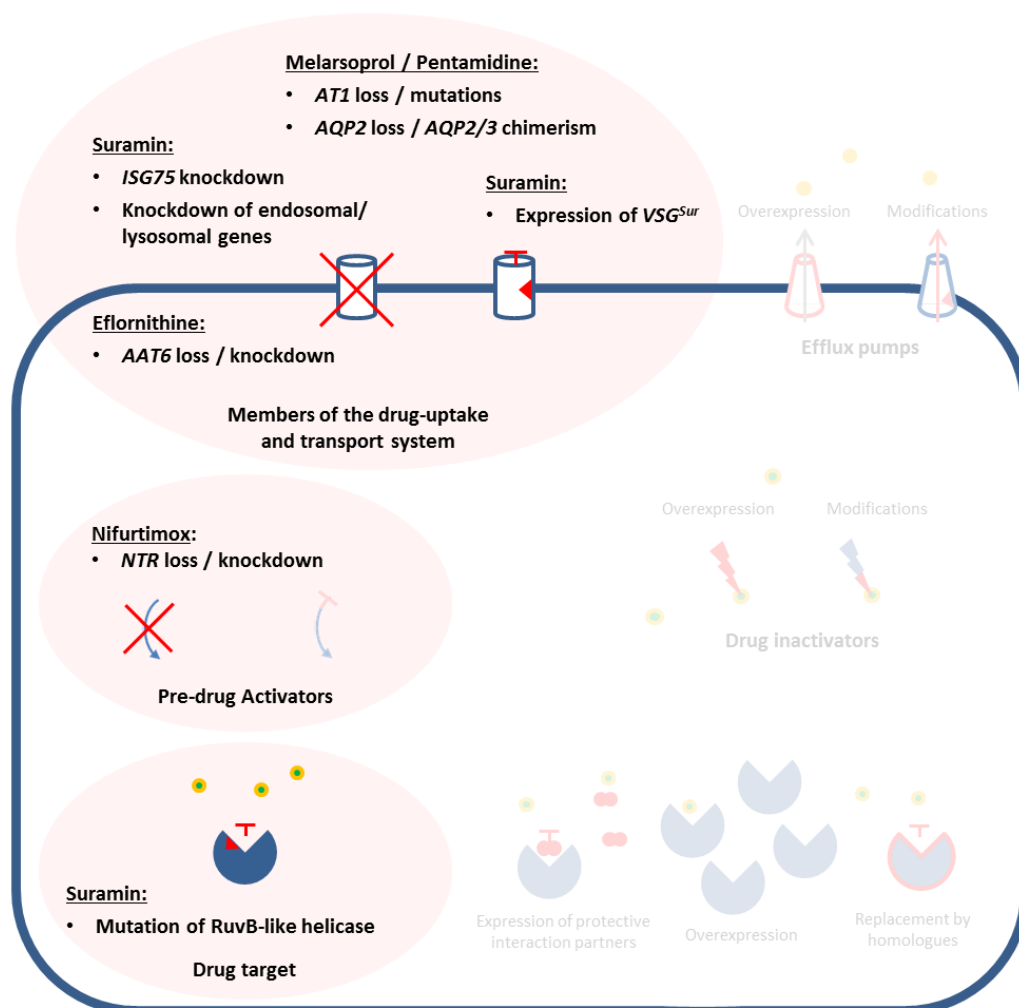 Melarsoprol / Pentamidine:
• AT1 loss / mutations
• AQP2 loss / AQP2/3 chimerism
Suramin:
• ISG75 knockdown
• Knockdown of endosomal/
lysosomal genes
Suramin:
• Expression of VSG^Sur
Overexpression
Modifications
Efflux pumps
Eflornithine:
• AAT6 loss / knockdown
Members of the drug-uptake
and transport system
Nifurtimox:
• NTR loss / knockdown
Pre-drug Activators
Overexpression
Modifications
Drug inactivators
Suramin:
• Mutation of RuvB-like helicase
Drug target
Expression of protective
interaction partners
Overexpression
Replacement by
homologues